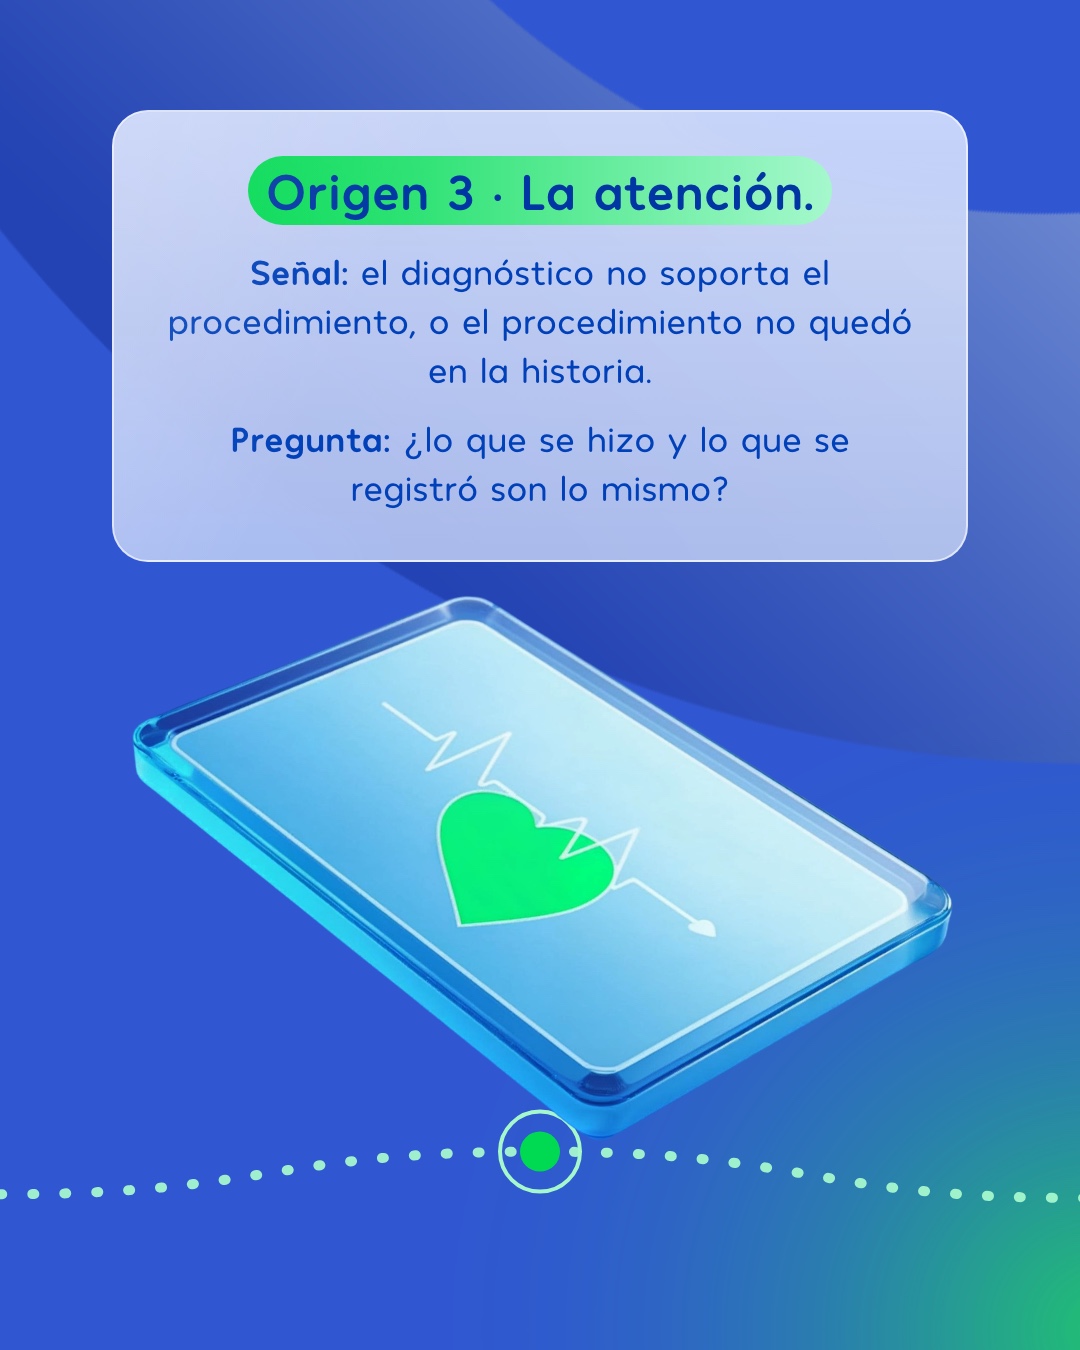 Origen 3 · La atención.
Señal: el diagnóstico no soporta el
procedimiento, o el procedimiento no quedó
en la historia.
Pregunta: ¿lo que se hizo y lo que se
registró son lo mismo?